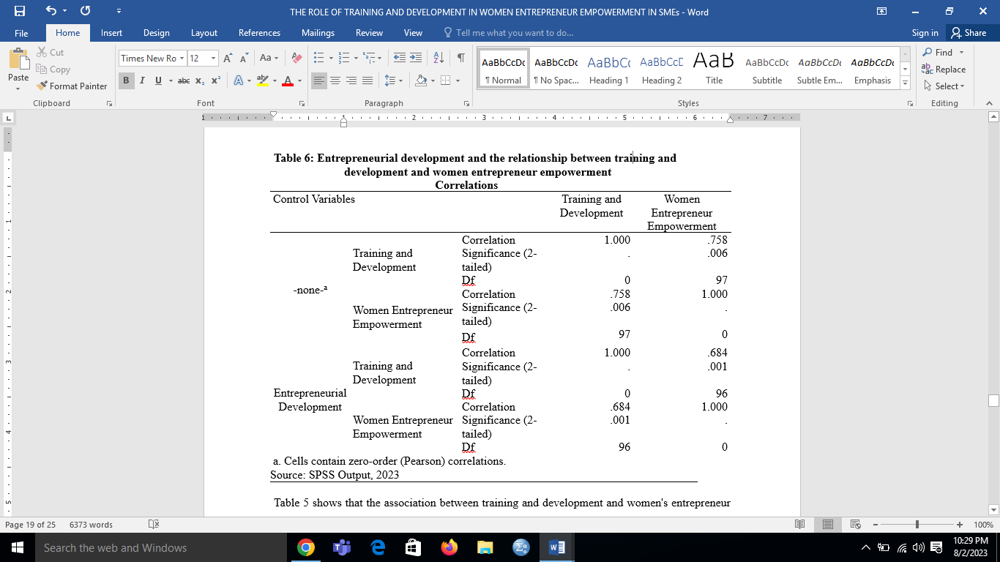 THE ROLE OF TRAINING AND DEVELOPMENT IN WOMEN ENTREPRENEUR EMPOWERMENT IN SMEs - Word
File Home Insert Design Layout References Mailings Review View Tell me what you want to do... Sign in Share
Paste
Cut
Copy
Format Painter
Clipboard
Times New Ro 12
Font
Paragraph
AaBbCcDc AaBbCcDc AaBbCc AaBbCcD AaB AaBbCcDc AaBbCcDc AaBbCcDc
¶ Normal ¶ No Spac... Heading 1 Heading 2 Title Subtitle Subtle Em... Emphasis
Styles
Find
Replace
Select
Editing
1 1 2 3 4 5 6 7
Table 6: Entrepreneurial development and the relationship between training and
development and women entrepreneur empowerment
Correlations
Control Variables Training and Women
Development Entrepreneur
Empowerment
Correlation 1.000 .758
Training and Significance (2- . .006
Development tailed)
Df 0 97
-none-ª
Correlation .758 1.000
Women Entrepreneur Significance (2- .006 .
Empowerment tailed)
Df 97 0
Correlation 1.000 .684
Training and Significance (2- . .001
Development tailed)
Entrepreneurial Df 0 96
Development Correlation .684 1.000
Women Entrepreneur Significance (2- .001 .
Empowerment tailed)
Df 96 0
a. Cells contain zero-order (Pearson) correlations.
Source: SPSS Output, 2023
Table 5 shows that the association between training and development and women's entrepreneur
Page 19 of 25 6373 words 100%
Search the web and Windows
10:29 PM
8/2/2023